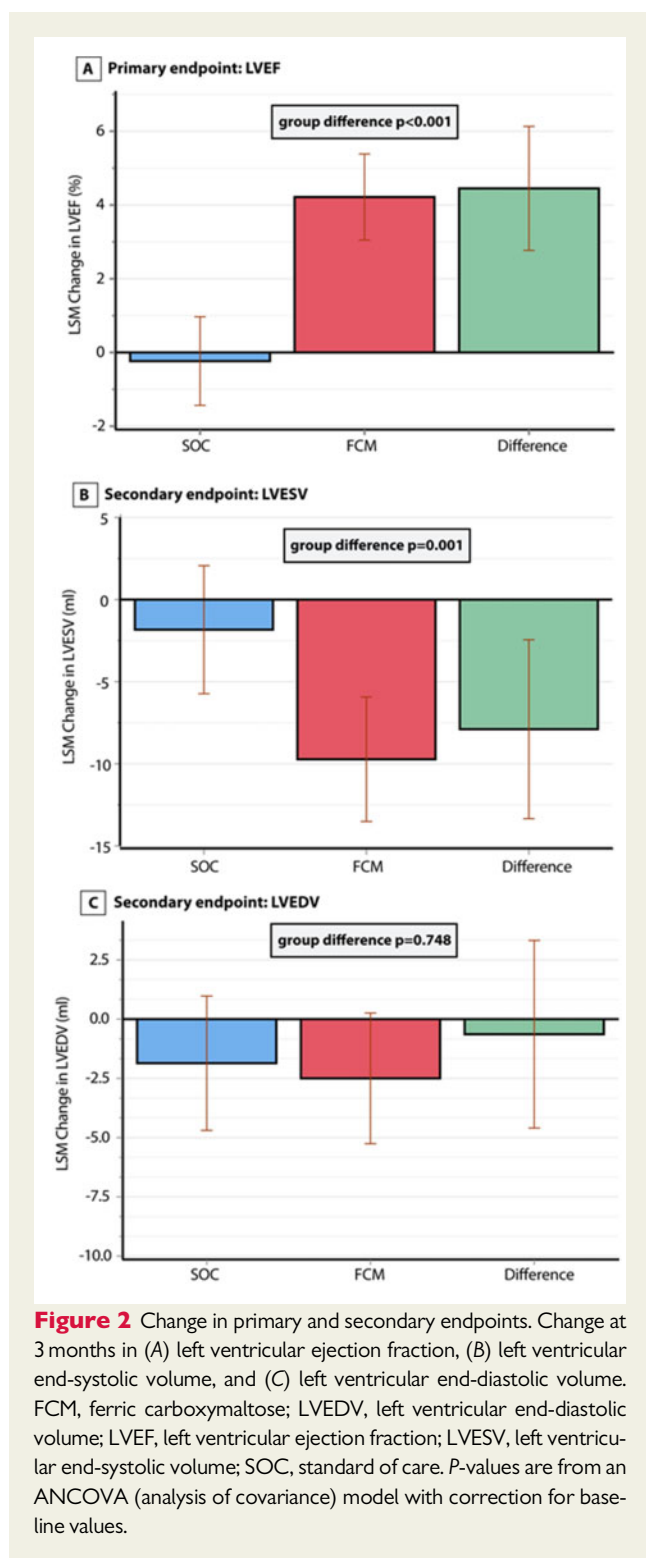 A Primary endpoint: LVEF
group difference p<0.001
LSM Change in LVEF (%)
6
4
2
0
-2
SOC FCM Difference
B Secondary endpoint: LVESV
group difference p=0.001
LSM Change in LVESV (ml)
5
0
-5
-10
-15
SOC FCM Difference
C Secondary endpoint: LVEDV
group difference p=0.748
LSM Change in LVEDV (ml)
2.5
0.0
-2.5
-5.0
-7.5
-10.0
SOC FCM Difference
Figure 2 Change in primary and secondary endpoints. Change at
3 months in (A) left ventricular ejection fraction, (B) left ventricular
end-systolic volume, and (C) left ventricular end-diastolic volume.
FCM, ferric carboxymaltose; LVEDV, left ventricular end-diastolic
volume; LVEF, left ventricular ejection fraction; LVESV, left ventricu-
lar end-systolic volume; SOC, standard of care. P-values are from an
ANCOVA (analysis of covariance) model with correction for base-
line values.